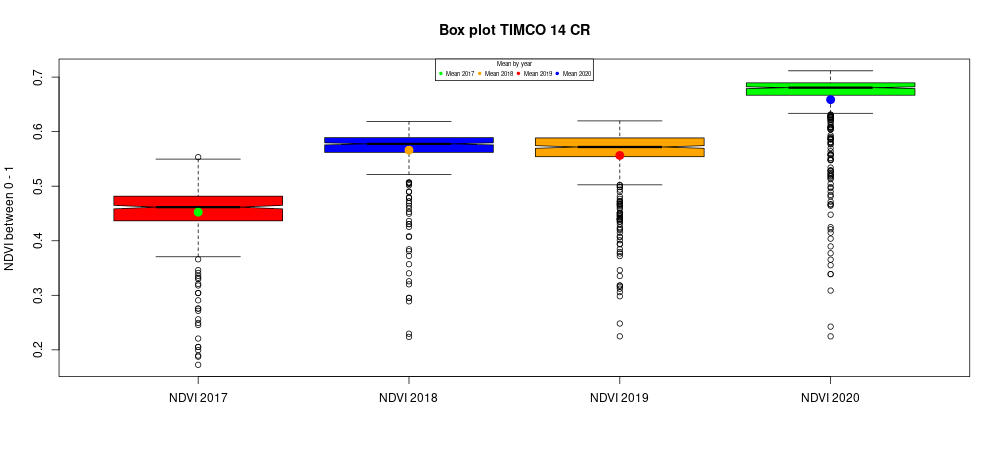 Box plot TIMCO 14 CR
Mean by year
Mean 2017 Mean 2018 Mean 2019 Mean 2020
NDVI between 0 - 1
0.7
0.6
0.5
0.4
0.3
0.2
NDVI 2017 NDVI 2018 NDVI 2019 NDVI 2020